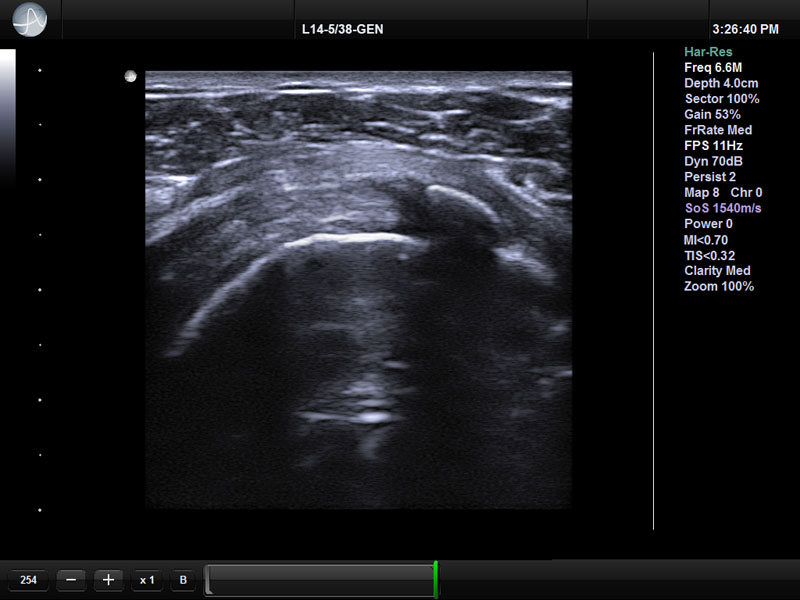 L14-5/38-GEN
3:26:40 PM
Har-Res
Freq 6.6M
Depth 4.0cm
Sector 100%
Gain 53%
FrRate Med
FPS 11Hz
Dyn 70dB
Persist 2
Map 8 Chr 0
SoS 1540m/s
Power 0
MI<0.70
TIS<0.32
Clarity Med
Zoom 100%
254 − + x 1 B